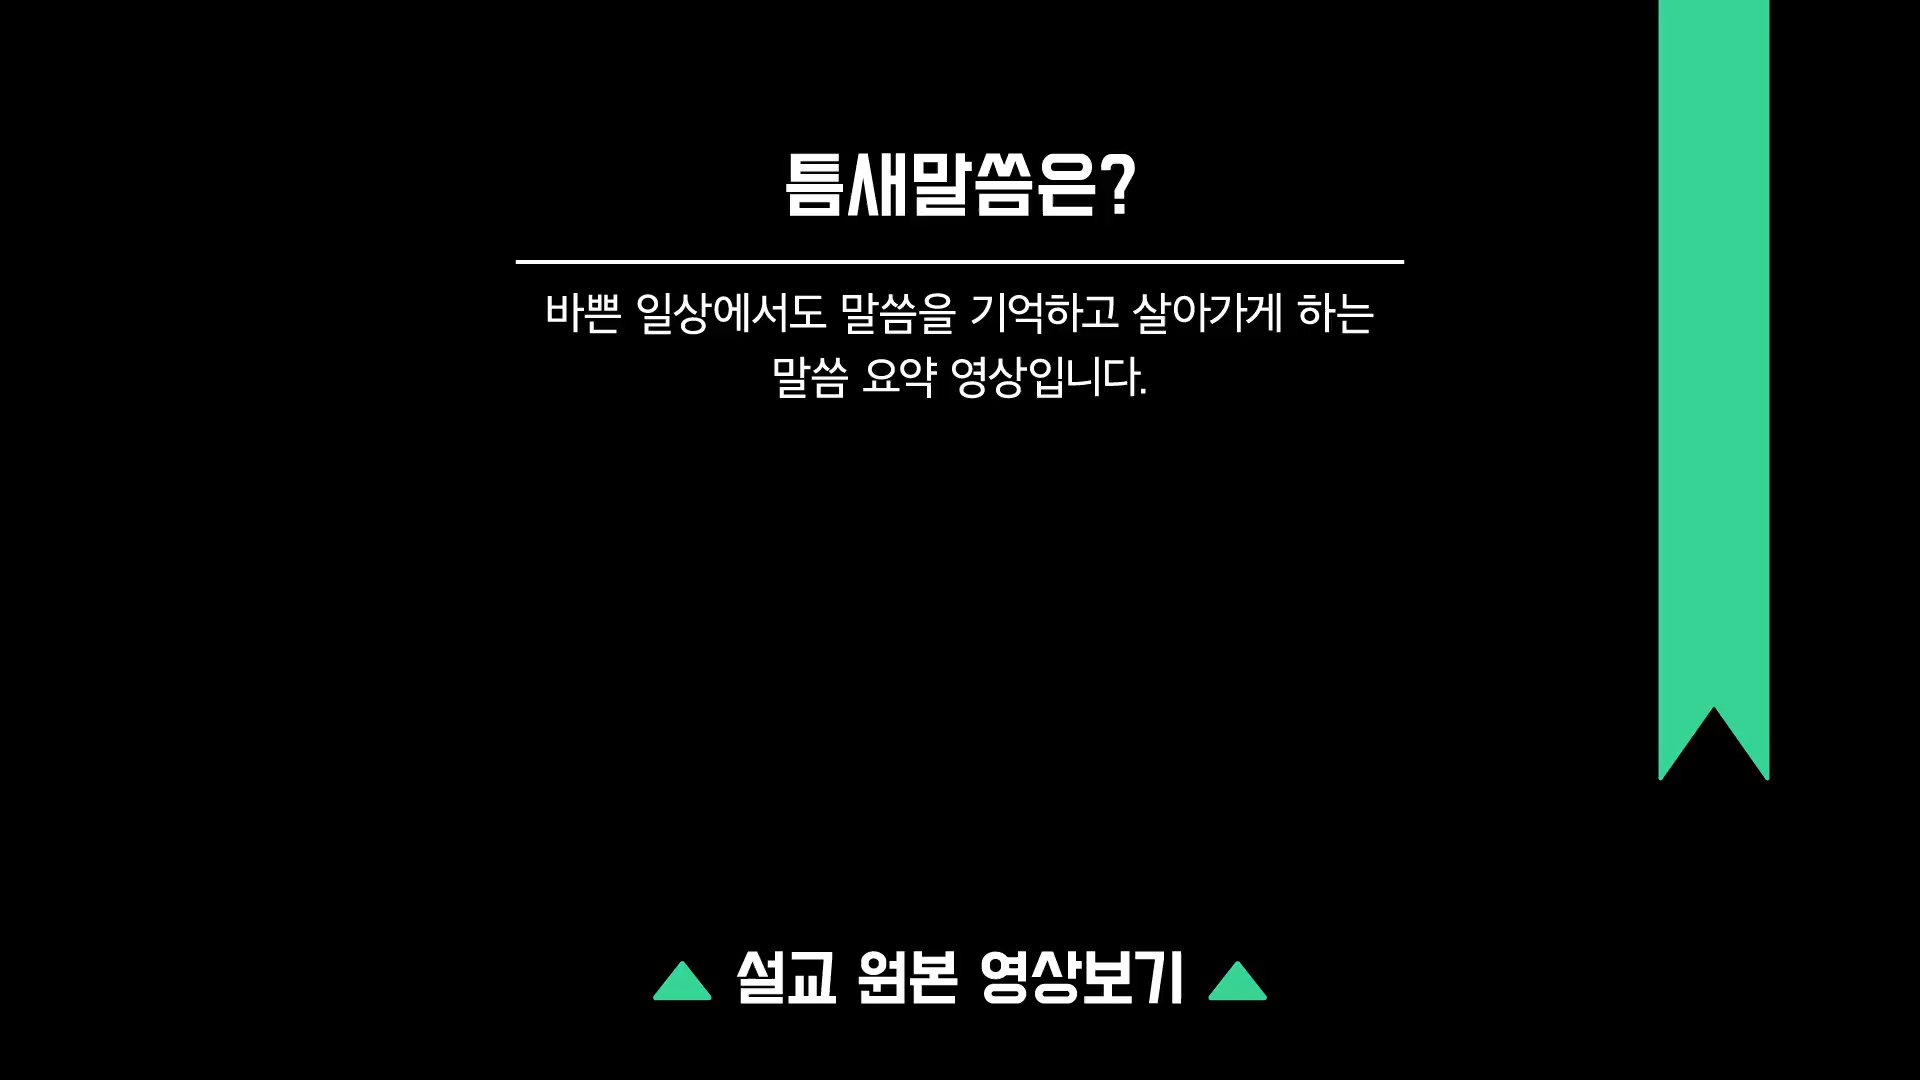 틈새말씀은?
바쁜 일상에서도 말씀을 기억하고 살아가게 하는
말씀 요약 영상입니다.
설교 원본 영상보기